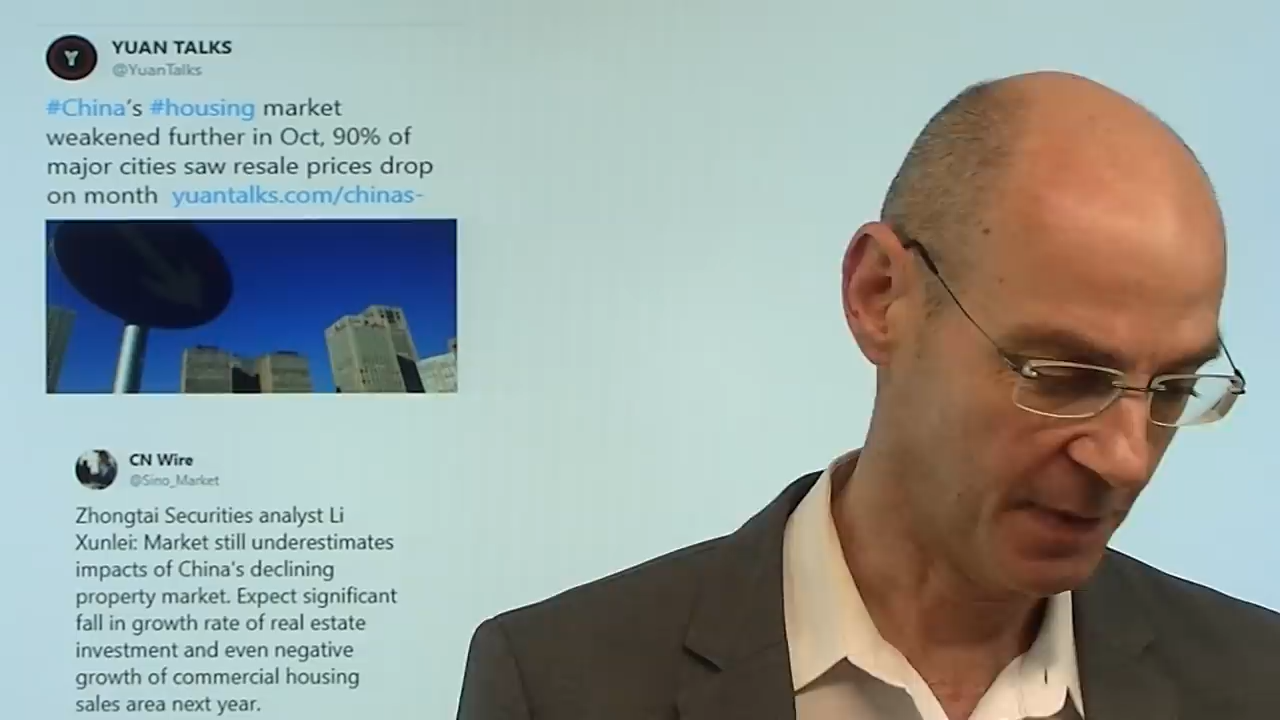 YUAN TALKS
@YuanTalks
#China's #housing market
weakened further in Oct, 90% of
major cities saw resale prices drop
on month yuantalks.com/chinas-
CN Wire
@Sino_Market
Zhongtai Securities analyst Li
Xunlei: Market still underestimates
impacts of China's declining
property market. Expect significant
fall in growth rate of real estate
investment and even negative
growth of commercial housing
sales area next year.